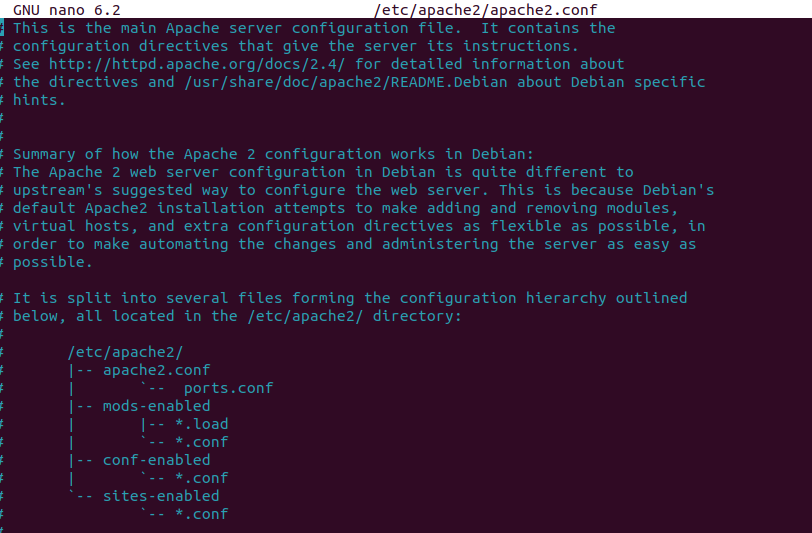 GNU nano 6.2 /etc/apache2/apache2.conf
# This is the main Apache server configuration file.  It contains the
# configuration directives that give the server its instructions.
# See http://httpd.apache.org/docs/2.4/ for detailed information about
# the directives and /usr/share/doc/apache2/README.Debian about Debian specific
# hints.
#
#
# Summary of how the Apache 2 configuration works in Debian:
# The Apache 2 web server configuration in Debian is quite different to
# upstream's suggested way to configure the web server. This is because Debian's
# default Apache2 installation attempts to make adding and removing modules,
# virtual hosts, and extra configuration directives as flexible as possible, in
# order to make automating the changes and administering the server as easy as
# possible.

# It is split into several files forming the configuration hierarchy outlined
# below, all located in the /etc/apache2/ directory:
#
#       /etc/apache2/
#       |-- apache2.conf
#       |       `--  ports.conf
#       |-- mods-enabled
#       |       |-- *.load
#       |       `-- *.conf
#       |-- conf-enabled
#       |       `-- *.conf
#       `-- sites-enabled
#               `-- *.conf
#